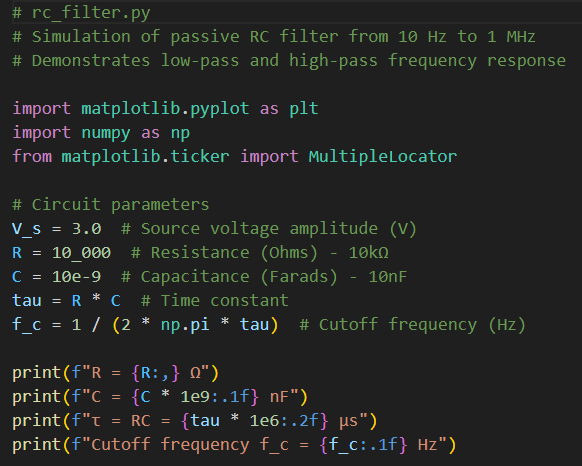 # rc_filter.py
# Simulation of passive RC filter from 10 Hz to 1 MHz
# Demonstrates low-pass and high-pass frequency response
import matplotlib.pyplot as plt
import numpy as np
from matplotlib.ticker import MultipleLocator
# Circuit parameters
V_s = 3.0  # Source voltage amplitude (V)
R = 10_000  # Resistance (Ohms) - 10kΩ
C = 10e-9  # Capacitance (Farads) - 10nF
tau = R * C  # Time constant
f_c = 1 / (2 * np.pi * tau)  # Cutoff frequency (Hz)
print(f"R = {R:,} Ω")
print(f"C = {C * 1e9:.1f} nF")
print(f"τ = RC = {tau * 1e6:.2f} μs")
print(f"Cutoff frequency f_c = {f_c:.1f} Hz")